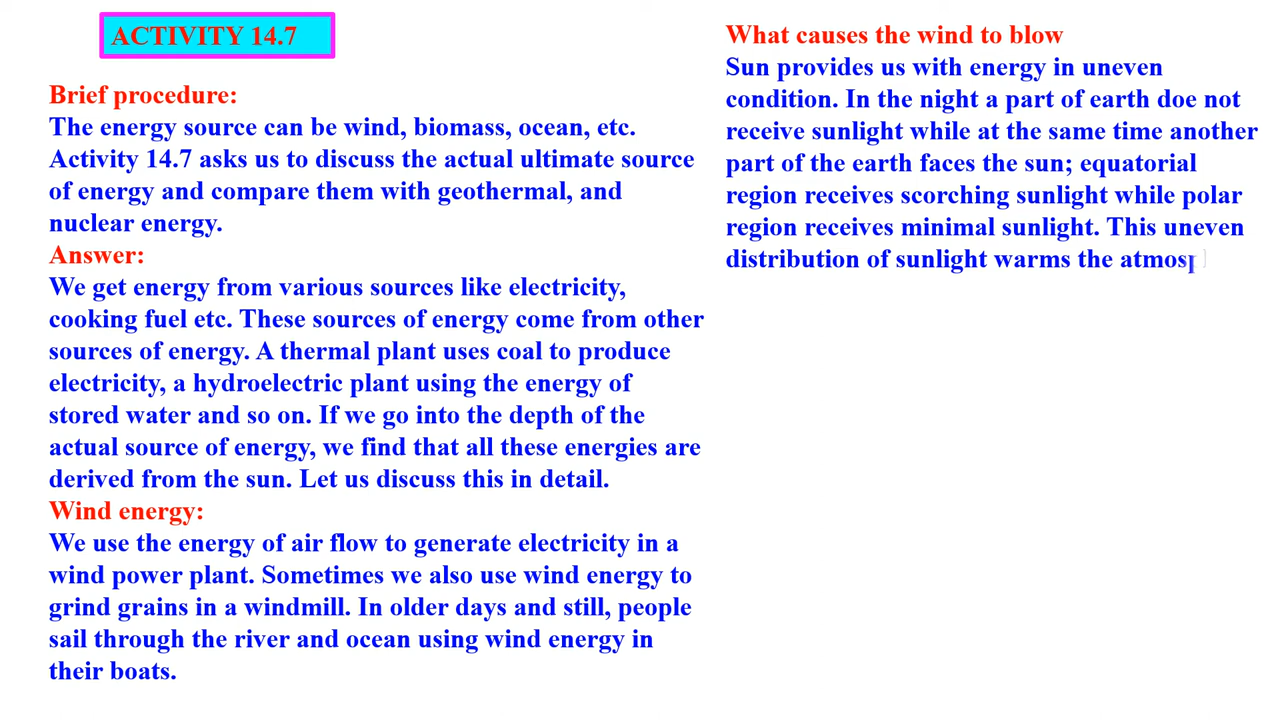 ACTIVITY 14.7
Brief procedure:
The energy source can be wind, biomass, ocean, etc.
Activity 14.7 asks us to discuss the actual ultimate source
of energy and compare them with geothermal, and
nuclear energy.
Answer:
We get energy from various sources like electricity,
cooking fuel etc. These sources of energy come from other
sources of energy. A thermal plant uses coal to produce
electricity, a hydroelectric plant using the energy of
stored water and so on. If we go into the depth of the
actual source of energy, we find that all these energies are
derived from the sun. Let us discuss this in detail.
Wind energy:
We use the energy of air flow to generate electricity in a
wind power plant. Sometimes we also use wind energy to
grind grains in a windmill. In older days and still, people
sail through the river and ocean using wind energy in
their boats.
What causes the wind to blow
Sun provides us with energy in uneven
condition. In the night a part of earth doe not
receive sunlight while at the same time another
part of the earth faces the sun; equatorial
region receives scorching sunlight while polar
region receives minimal sunlight. This uneven
distribution of sunlight warms the atmosp